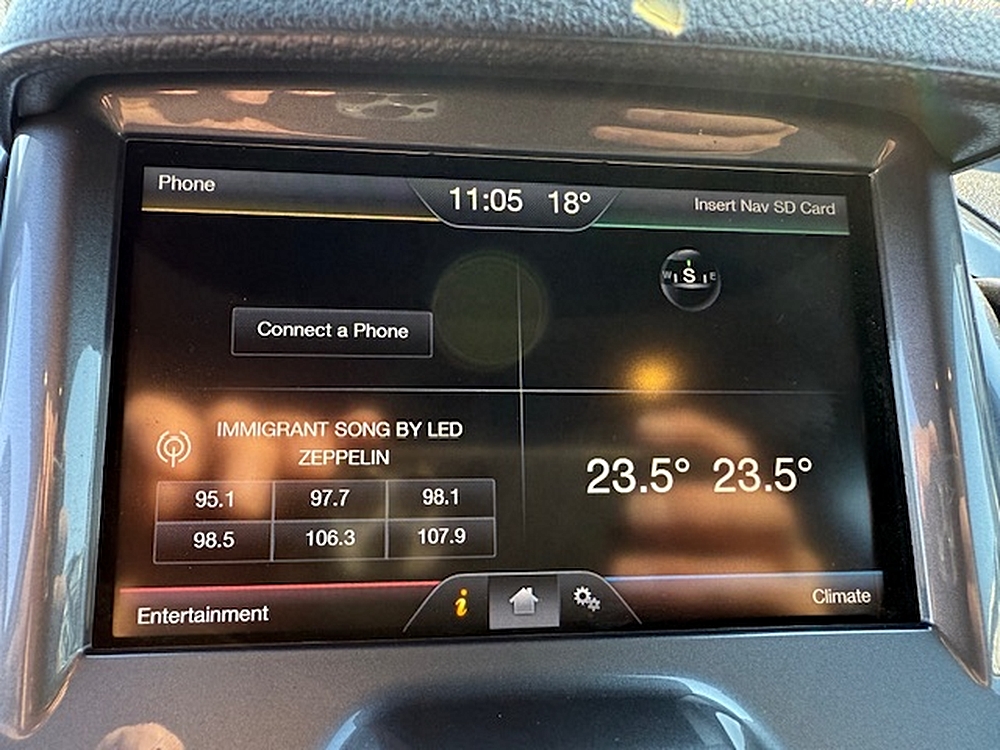 Phone
11:05 18°
Insert Nav SD Card
W S E
Connect a Phone
IMMIGRANT SONG BY LED
ZEPPELIN
95.1 97.7 98.1
98.5 106.3 107.9
23.5° 23.5°
Entertainment
i
Climate